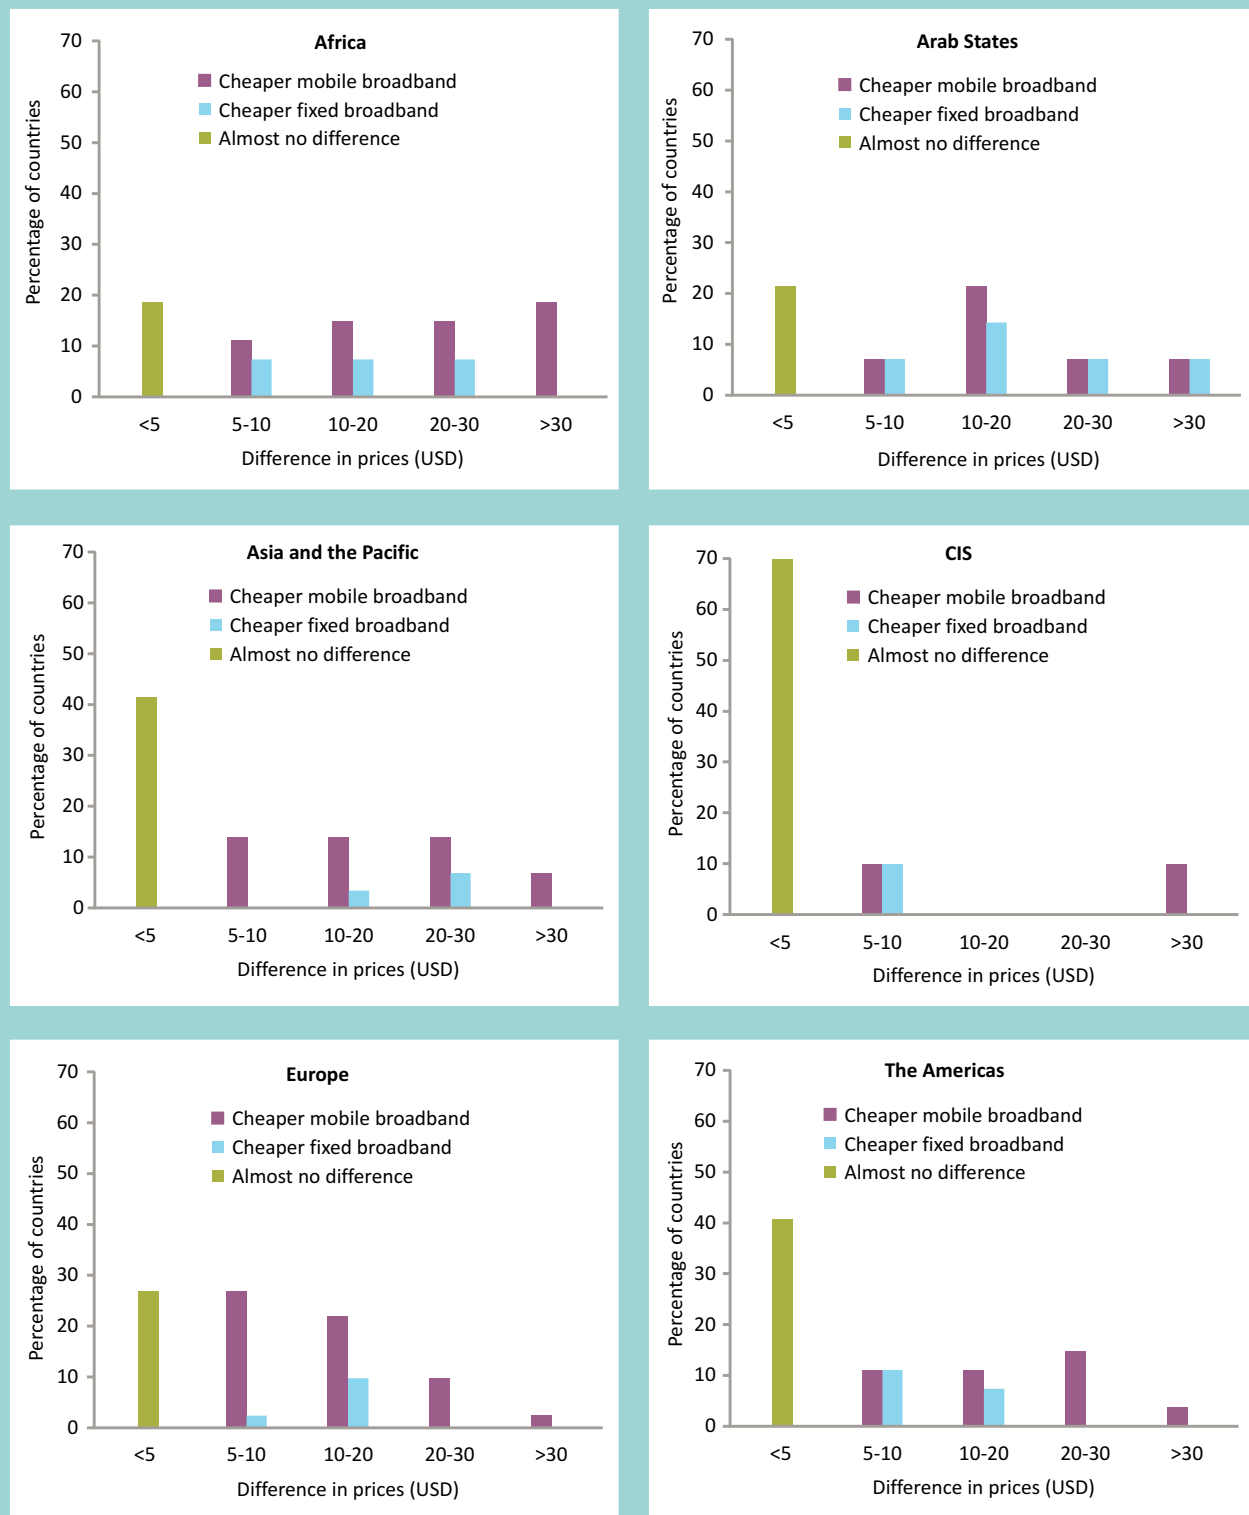 Africa
Cheaper mobile broadband
Cheaper fixed broadband
Almost no difference
Percentage of countries
70
60
50
40
30
20
10
0
<5 5-10 10-20 20-30 >30
Difference in prices (USD)
Arab States
Cheaper mobile broadband
Cheaper fixed broadband
Almost no difference
Percentage of countries
70
60
50
40
30
20
10
0
<5 5-10 10-20 20-30 >30
Difference in prices (USD)
Asia and the Pacific
Cheaper mobile broadband
Cheaper fixed broadband
Almost no difference
Percentage of countries
70
60
50
40
30
20
10
0
<5 5-10 10-20 20-30 >30
Difference in prices (USD)
CIS
Cheaper mobile broadband
Cheaper fixed broadband
Almost no difference
Percentage of countries
70
60
50
40
30
20
10
0
<5 5-10 10-20 20-30 >30
Difference in prices (USD)
Europe
Cheaper mobile broadband
Cheaper fixed broadband
Almost no difference
Percentage of countries
70
60
50
40
30
20
10
0
<5 5-10 10-20 20-30 >30
Difference in prices (USD)
The Americas
Cheaper mobile broadband
Cheaper fixed broadband
Almost no difference
Percentage of countries
70
60
50
40
30
20
10
0
<5 5-10 10-20 20-30 >30
Difference in prices (USD)